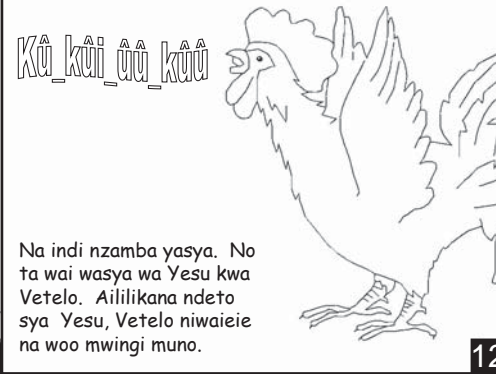 Kû_kûi_ûû_kûû
Na indi nzamba yasya. No
ta wai wasya wa Yesu kwa
Vetelo. Aililikana ndeto
sya Yesu, Vetelo niwaieie
na woo mwingi muno.
12